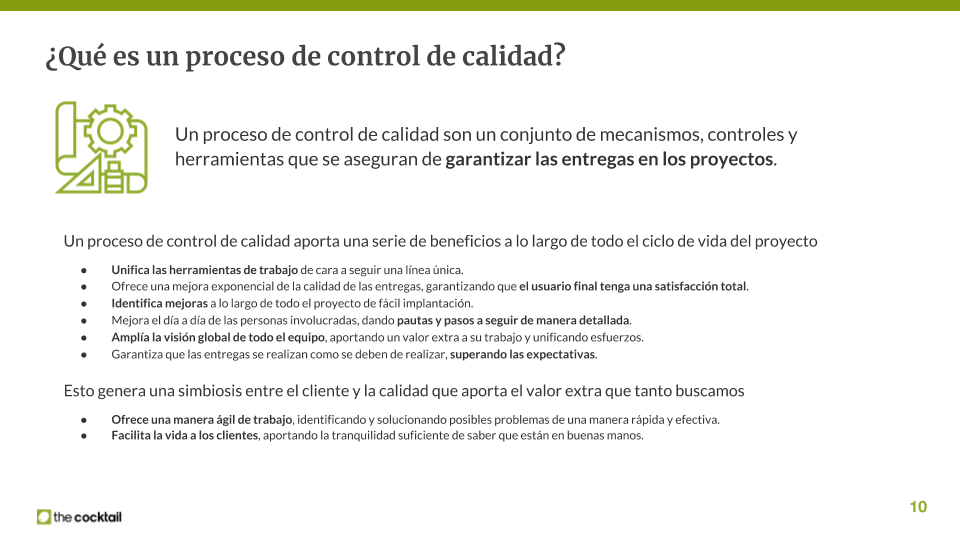 ¿Qué es un proceso de control de calidad?
Un proceso de control de calidad son un conjunto de mecanismos, controles y
herramientas que se aseguran de garantizar las entregas en los proyectos.
Un proceso de control de calidad aporta una serie de beneficios a lo largo de todo el ciclo de vida del proyecto
● Unifica las herramientas de trabajo de cara a seguir una línea única.
● Ofrece una mejora exponencial de la calidad de las entregas, garantizando que el usuario final tenga una satisfacción total.
● Identifica mejoras a lo largo de todo el proyecto de fácil implantación.
● Mejora el día a día de las personas involucradas, dando pautas y pasos a seguir de manera detallada.
● Amplía la visión global de todo el equipo, aportando un valor extra a su trabajo y unificando esfuerzos.
● Garantiza que las entregas se realizan como se deben de realizar, superando las expectativas.
Esto genera una simbiosis entre el cliente y la calidad que aporta el valor extra que tanto buscamos
● Ofrece una manera ágil de trabajo, identificando y solucionando posibles problemas de una manera rápida y efectiva.
● Facilita la vida a los clientes, aportando la tranquilidad suficiente de saber que están en buenas manos.
the cocktail
10